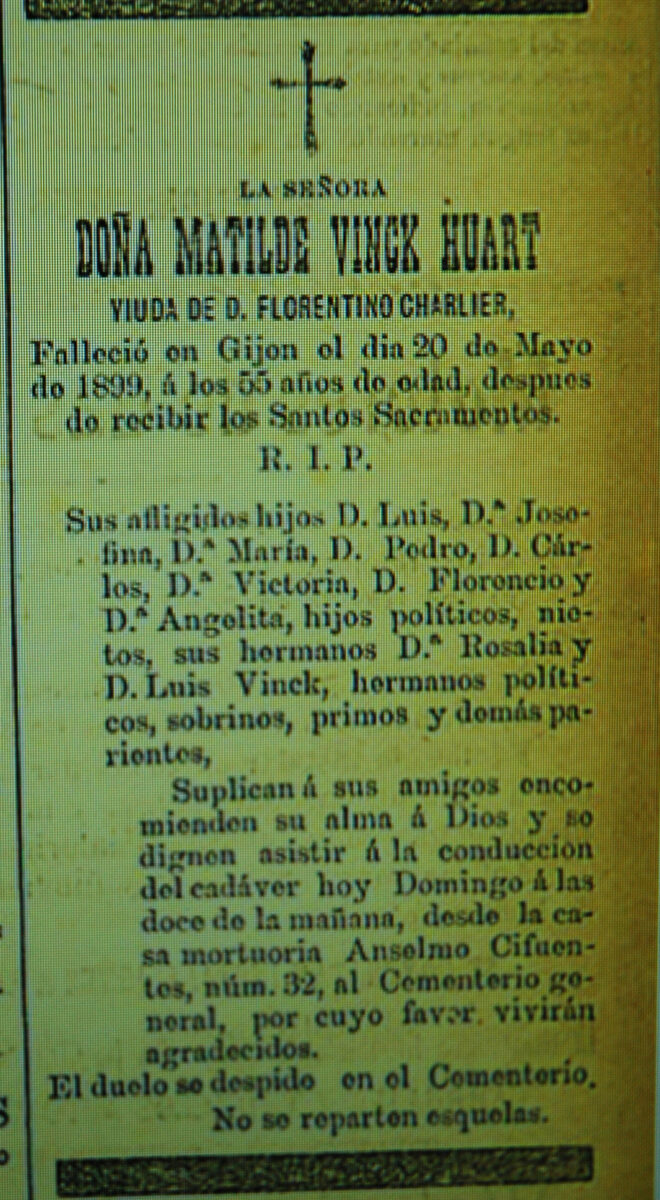 LA SEÑORA
DOÑA MATILDE VINCK HUART
VIUDA DE D. FLORENTINO CHARLIER,
Falleció en Gijon el dia 20 de Mayo
de 1899, á los 55 años de edad, despues
de recibir los Santos Sacramentos.
R. I. P.
Sus afligidos hijos D. Luis, D.ª Jose-
fina, D.ª María, D. Pedro, D. Cár-
los, D.ª Victoria, D. Florencio y
D.ª Angelita, hijos políticos, nie-
tos, sus hermanos D.ª Rosalia y
D. Luis Vinck, hermanos políti-
cos, sobrinos, primos y demás pa-
rientes,
Suplican á sus amigos enco-
mienden su alma á Dios y se
dignen asistir á la conduccion
del cadáver hoy Domingo á las
doce de la mañana, desde la ca-
sa mortuoria Anselmo Cifuen-
tes, núm. 32, al Cementerio ge-
neral, por cuyo favor vivirán
agradecidos.
El duelo se despide en el Cementerio.
No se reparten esquelas.